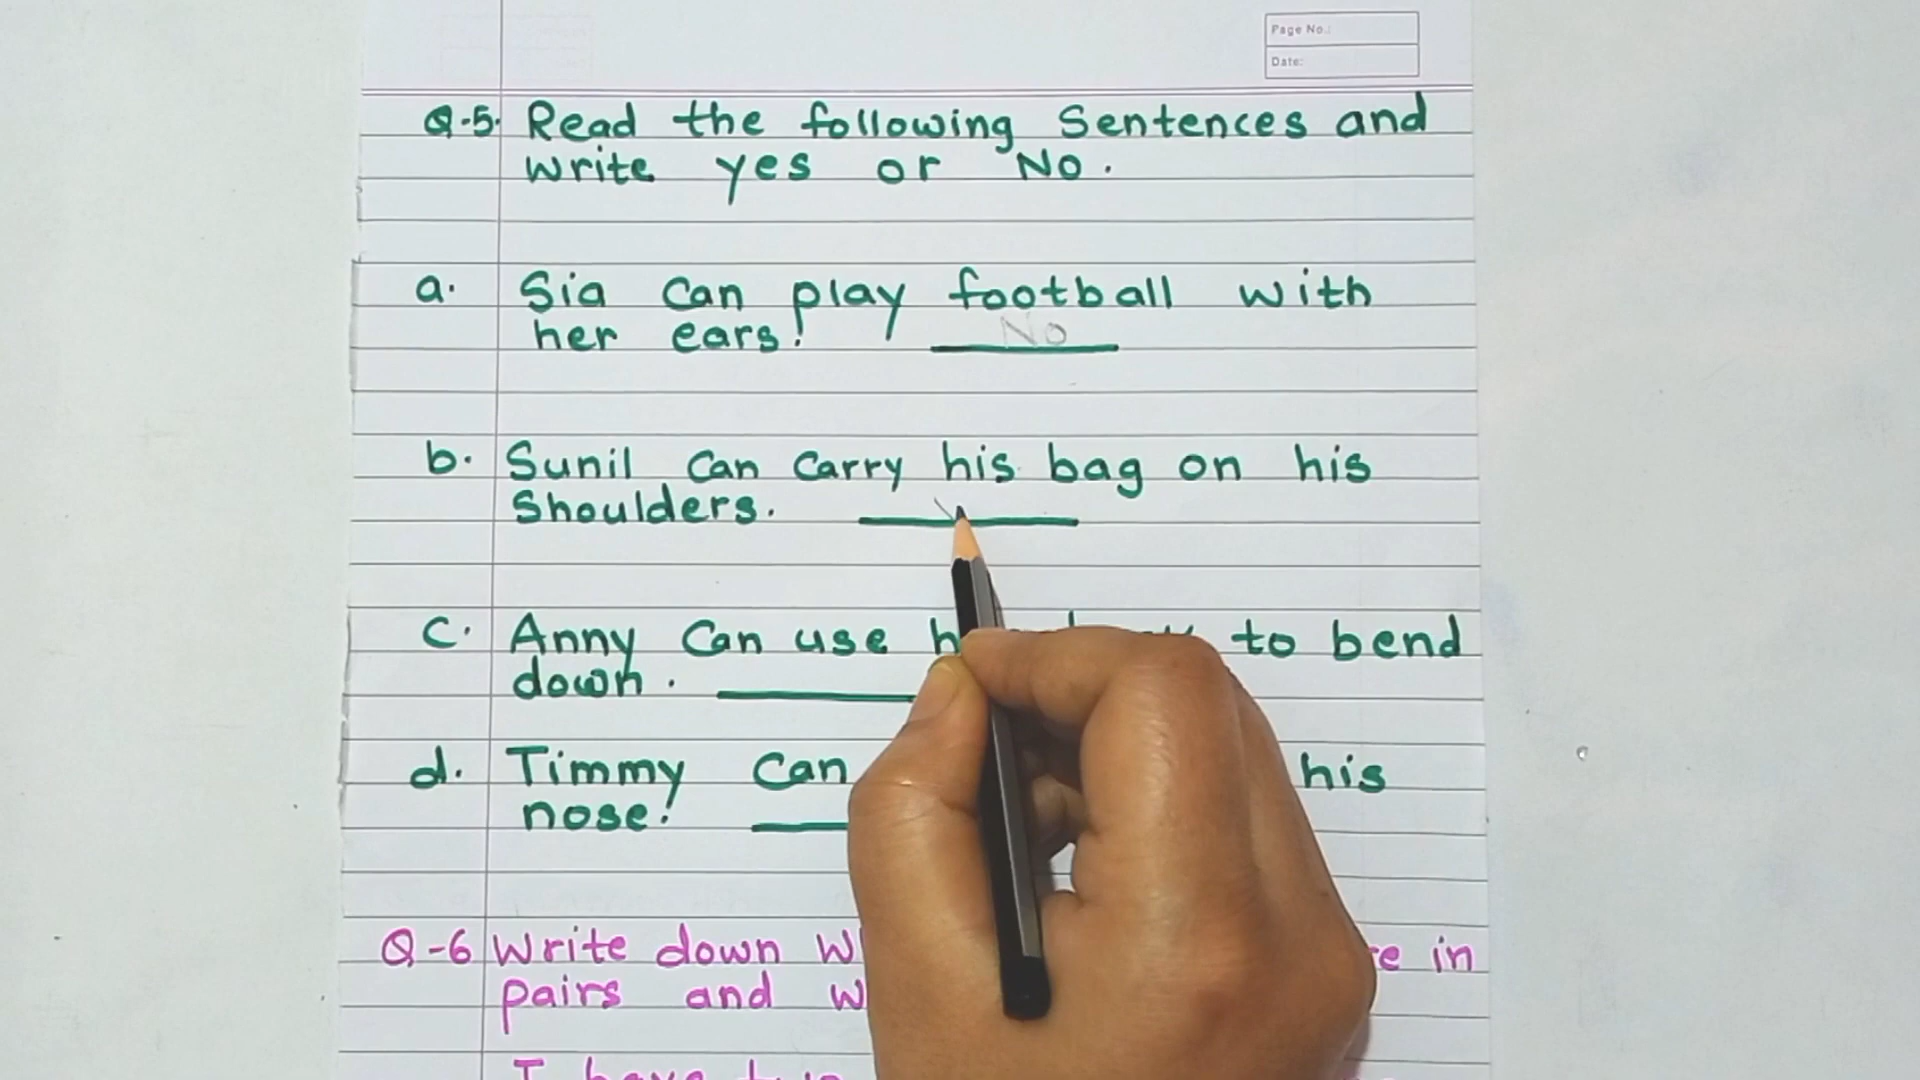 Page No.:
Date:
Q.5. Read the following Sentences and
write yes or No.
a. Sia can play football with
her ears! No
b. Sunil can carry his bag on his
Shoulders.
c. Anny can use to bend
down.
d. Timmy can his
nose!
Q-6 Write down in
pairs and
I have